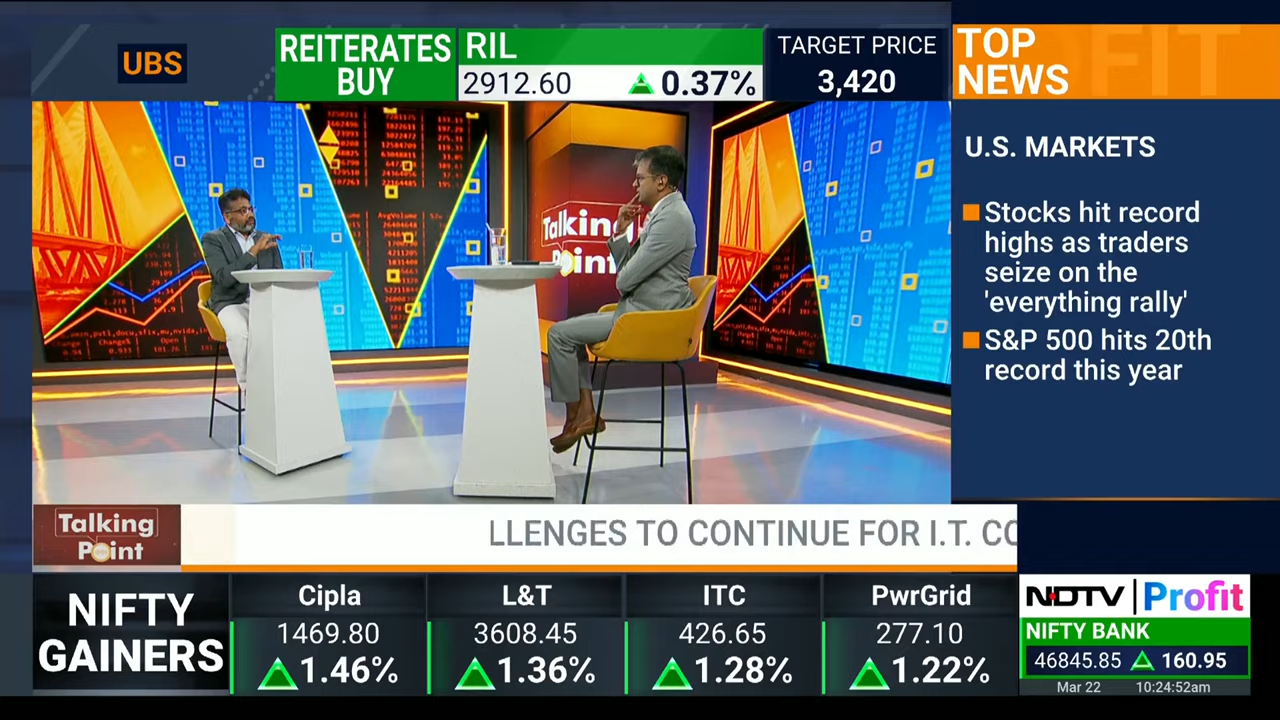 UBS
REITERATES
BUY
RIL
2912.60
0.37%
TARGET PRICE
3,420
TOP
NEWS
U.S. MARKETS
Stocks hit record
highs as traders
seize on the
'everything rally'
S&P 500 hits 20th
record this year
Talking
Point
Talking
Point
LLENGES TO CONTINUE FOR I.T. CO
NIFTY
GAINERS
Cipla
1469.80
1.46%
L&T
3608.45
1.36%
ITC
426.65
1.28%
PwrGrid
277.10
1.22%
NDTV Profit
NIFTY BANK
46845.85 160.95
Mar 22 10:24:52am